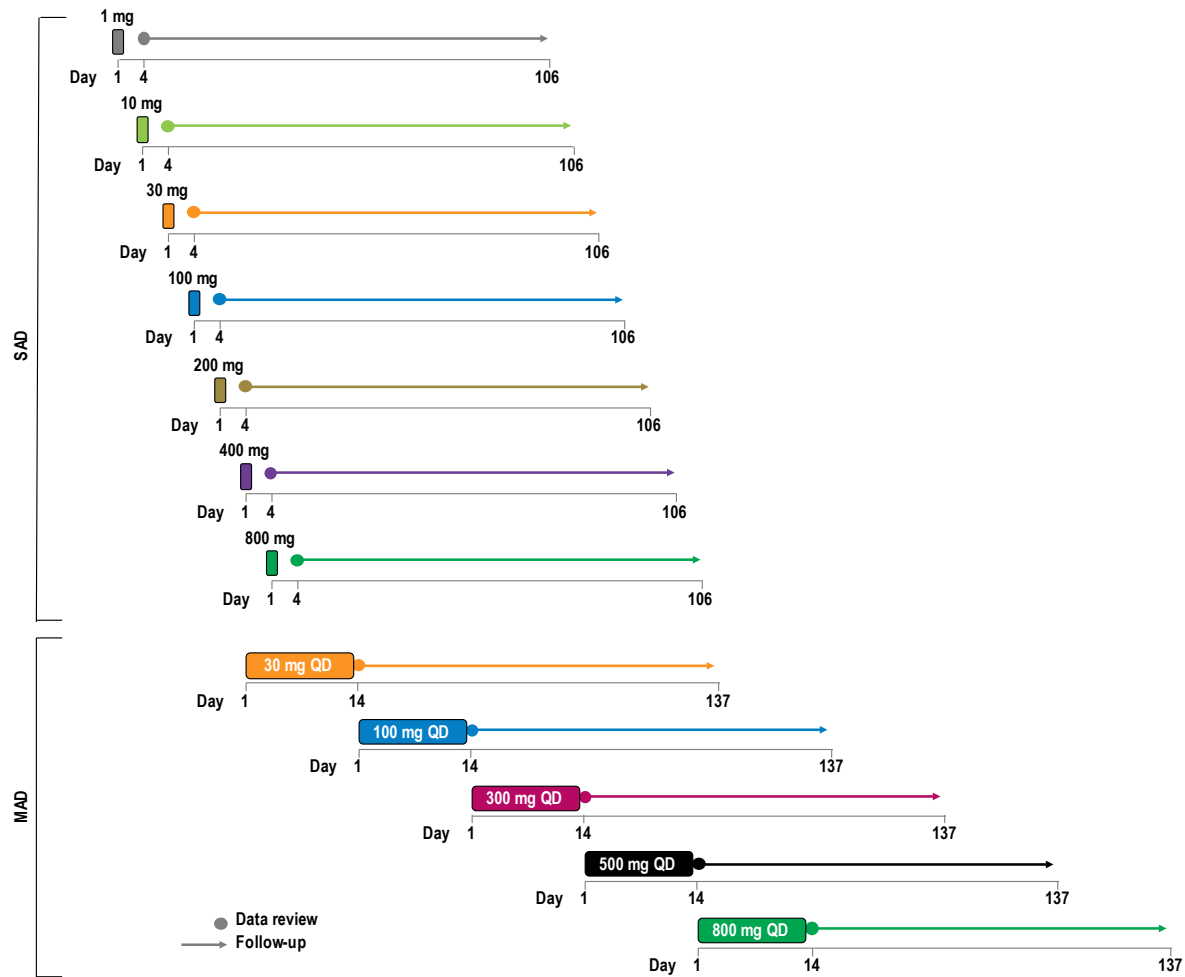 SAD
1 mg
Day 1 4 106
10 mg
Day 1 4 106
30 mg
Day 1 4 106
100 mg
Day 1 4 106
200 mg
Day 1 4 106
400 mg
Day 1 4 106
800 mg
Day 1 4 106
MAD
30 mg QD
Day 1 14 137
100 mg QD
Day 1 14 137
300 mg QD
Day 1 14 137
500 mg QD
Day 1 14 137
800 mg QD
Day 1 14 137
Data review
Follow-up